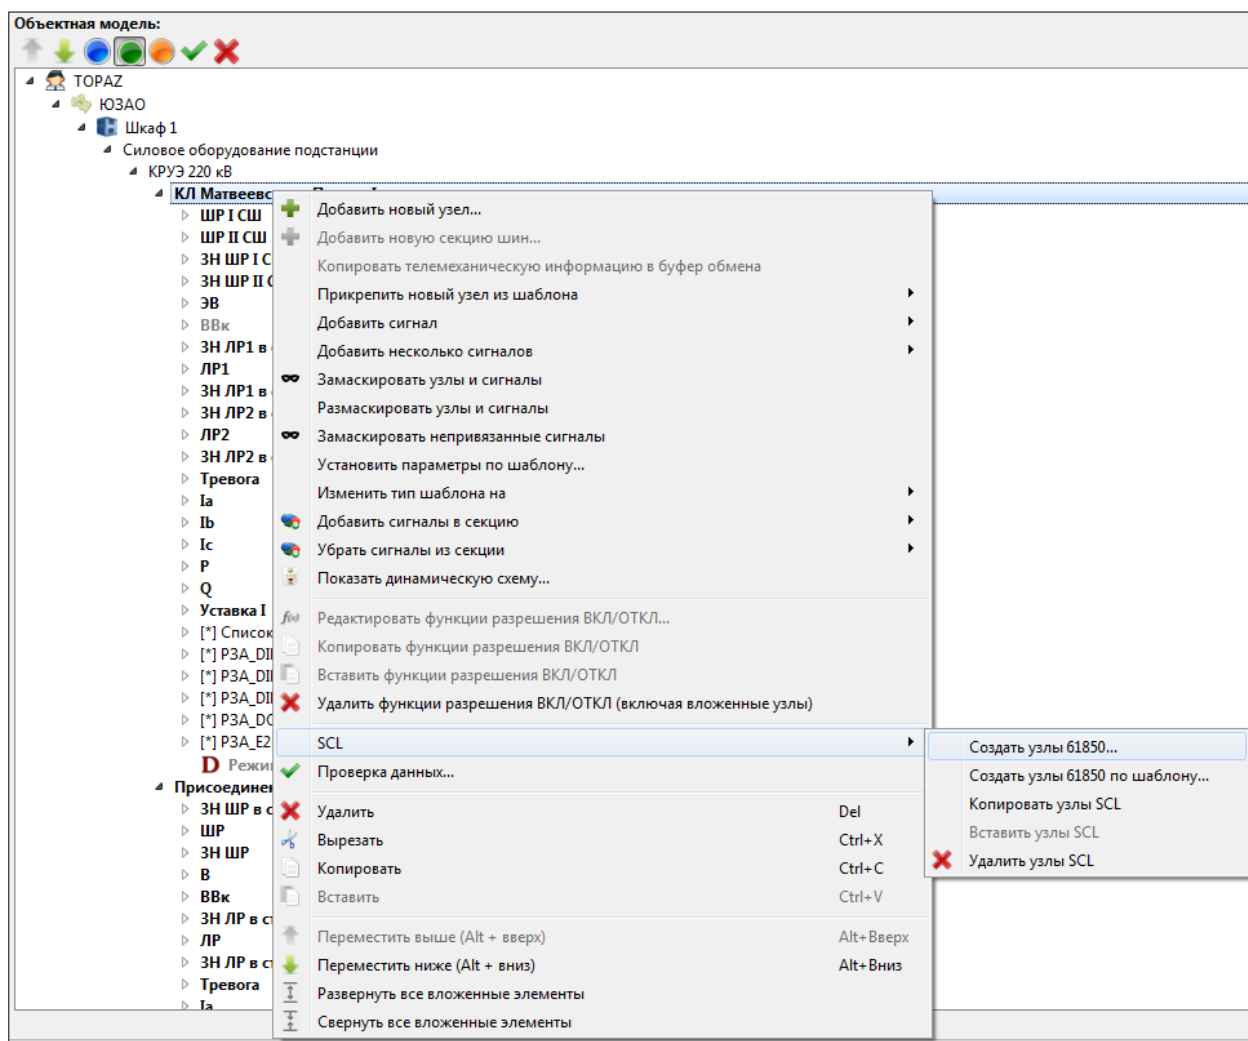 Объектная модель:
TOPAZ
ЮЗАО
Шкаф 1
Силовое оборудование подстанции
КРУЭ 220 кВ
КЛ Матвеевс
ШР I СШ
ШР II СШ
ЗН ШР I С
ЗН ШР II С
ЭВ
ВВк
ЗН ЛР1 в
ЛР1
ЗН ЛР1 в
ЗН ЛР2 в
ЛР2
ЗН ЛР2 в
Тревога
Ia
Ib
Ic
P
Q
Уставка I
[*] Список
[*] РЗА_DI
[*] РЗА_DI
[*] РЗА_DI
[*] РЗА_DO
[*] РЗА_E2
D Режи
Присоединен
ЗН ШР в с
ШР
ЗН ШР
В
ВВк
ЗН ЛР в ст
ЛР
ЗН ЛР в ст
Тревога
Ia
Добавить новый узел...
Добавить новую секцию шин...
Копировать телемеханическую информацию в буфер обмена
Прикрепить новый узел из шаблона
Добавить сигнал
Добавить несколько сигналов
Замаскировать узлы и сигналы
Размаскировать узлы и сигналы
Замаскировать непривязанные сигналы
Установить параметры по шаблону...
Изменить тип шаблона на
Добавить сигналы в секцию
Убрать сигналы из секции
Показать динамическую схему...
f(x) Редактировать функции разрешения ВКЛ/ОТКЛ...
Копировать функции разрешения ВКЛ/ОТКЛ
Вставить функции разрешения ВКЛ/ОТКЛ
Удалить функции разрешения ВКЛ/ОТКЛ (включая вложенные узлы)
SCL
Проверка данных...
Удалить Del
Вырезать Ctrl+X
Копировать Ctrl+C
Вставить Ctrl+V
Переместить выше (Alt + вверх) Alt+Вверх
Переместить ниже (Alt + вниз) Alt+Вниз
Развернуть все вложенные элементы
Свернуть все вложенные элементы
Создать узлы 61850...
Создать узлы 61850 по шаблону...
Копировать узлы SCL
Вставить узлы SCL
Удалить узлы SCL